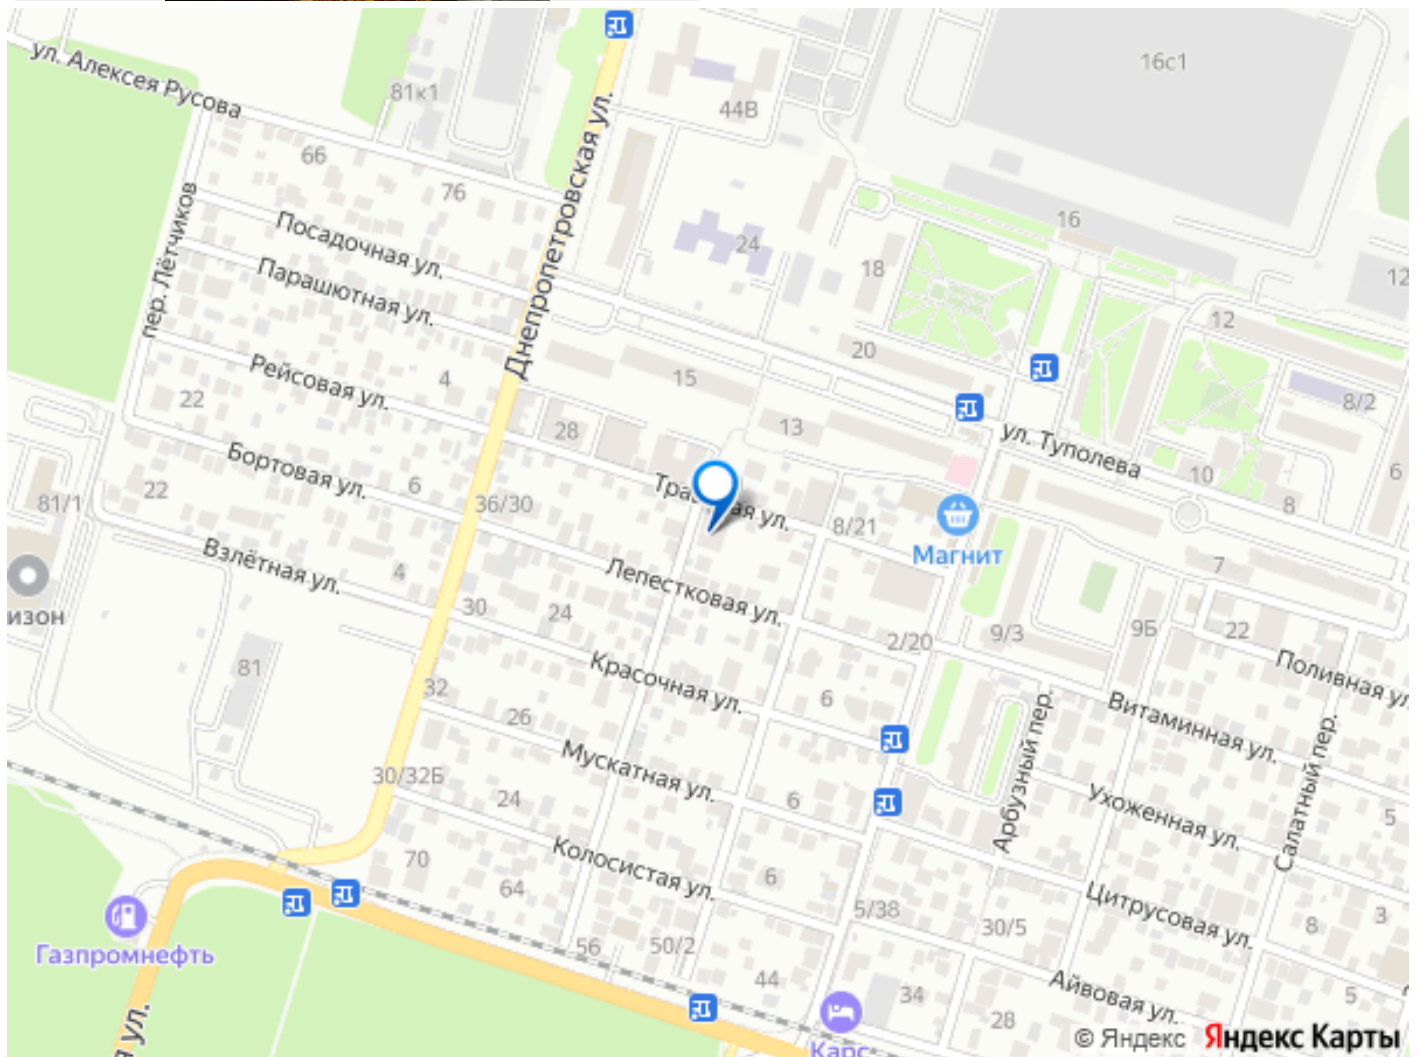 ул. Алексея Русова
81к1
16с1
44В
66
76
Днепропетровская ул.
пер. Лётчиков
Посадочная ул.
16
24
18
Парашютная ул.
12
12
20
Рейсовая ул.
4
15
8/2
22
13
28
ул. Туполева
Бортовая ул.
6
10
6
81/1
22
36/30
8/21
8
Магнит
Взлётная ул.
4
Лепестковая ул.
7
изон
30
24
2/20
9/3
9Б
22
81
Красочная ул.
Поливная ул.
32
6
Арбузный пер.
Витаминная ул.
26
Мускатная ул.
Салатный пер.
30/32Б
24
6
Ухоженная ул.
5
70
Колосистая ул.
64
6
Цитрусовая ул.
5/38
30/5
3
8
Газпромнефть
56
50/2
44
34
Айвовая ул.
5
28
я ул.
Карс
© Яндекс Яндекс Карты